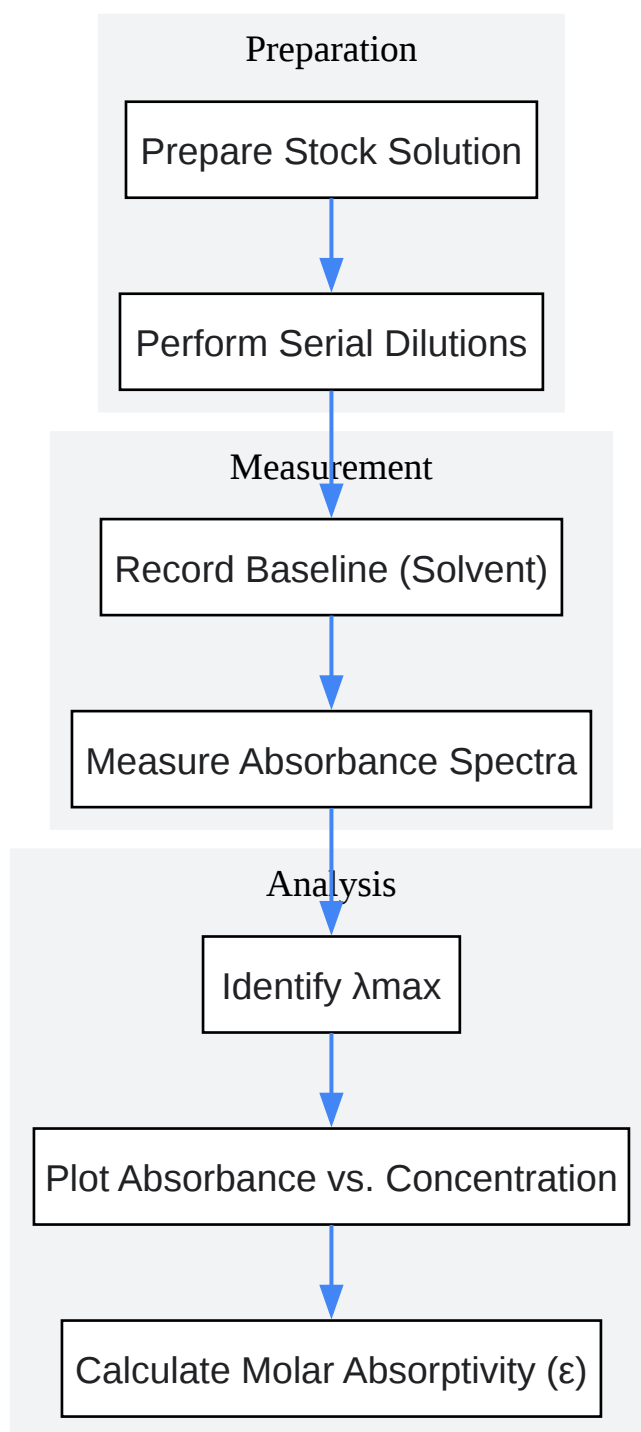 Preparation
Prepare Stock Solution
Perform Serial Dilutions
Measurement
Record Baseline (Solvent)
Measure Absorbance Spectra
Analysis
Identify λmax
Plot Absorbance vs. Concentration
Calculate Molar Absorptivity (ε)